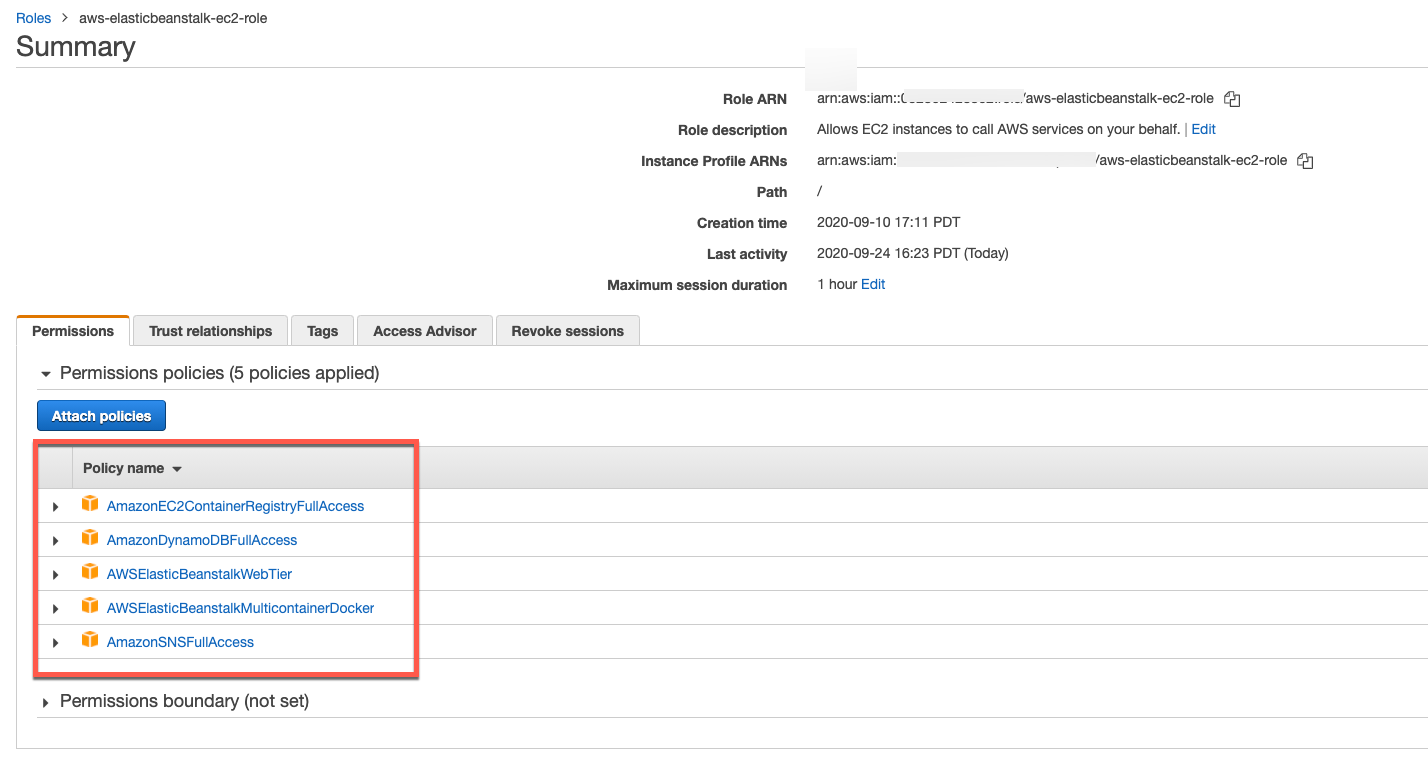 Roles > aws-elasticbeanstalk-ec2-role
Summary
Role ARN arn:aws:iam:: /aws-elasticbeanstalk-ec2-role
Role description Allows EC2 instances to call AWS services on your behalf. | Edit
Instance Profile ARNs arn:aws:iam: /aws-elasticbeanstalk-ec2-role
Path /
Creation time 2020-09-10 17:11 PDT
Last activity 2020-09-24 16:23 PDT (Today)
Maximum session duration 1 hour Edit
Permissions Trust relationships Tags Access Advisor Revoke sessions
Permissions policies (5 policies applied)
Attach policies
Policy name
AmazonEC2ContainerRegistryFullAccess
AmazonDynamoDBFullAccess
AWSElasticBeanstalkWebTier
AWSElasticBeanstalkMulticontainerDocker
AmazonSNSFullAccess
Permissions boundary (not set)